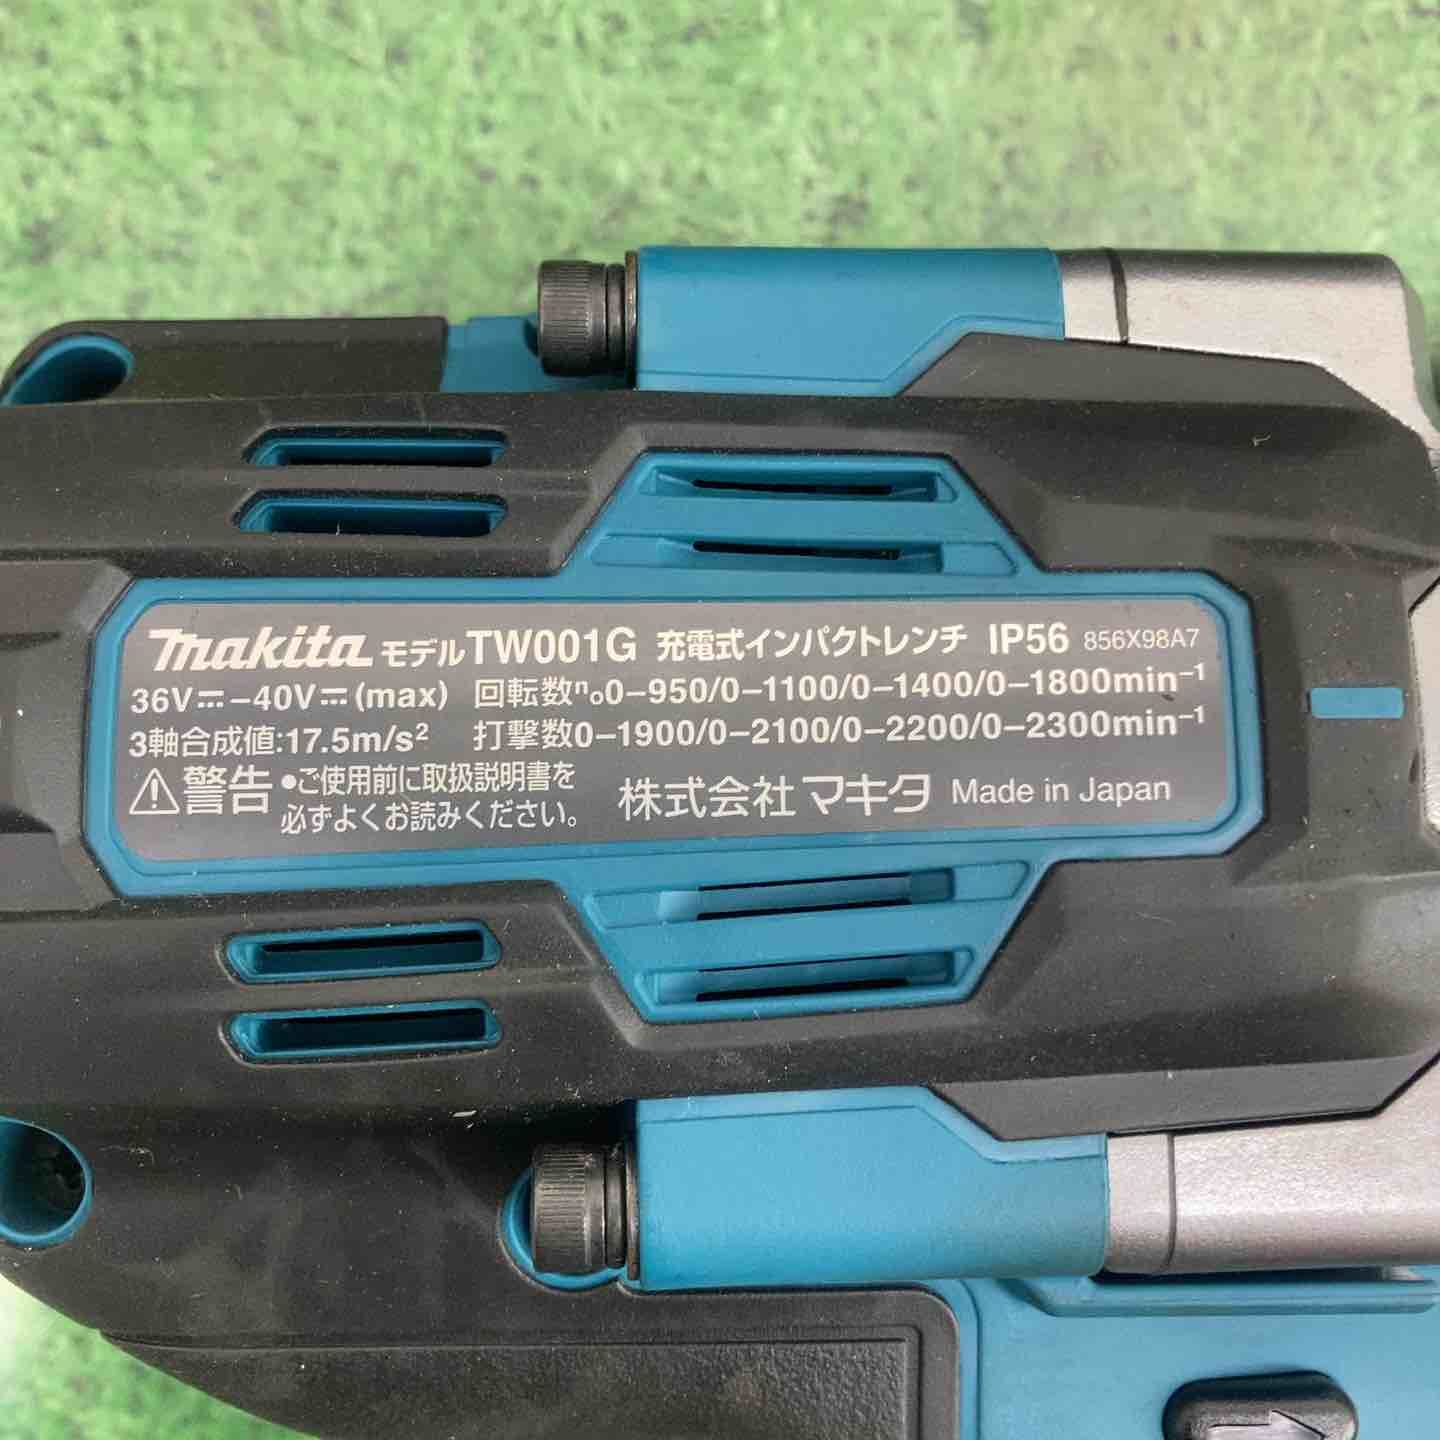 makita モデルTW001G 充電式インパクトレンチ IP56 856X98A7
36V⎓–40V⎓(max) 回転数n₀0–950/0–1100/0–1400/0–1800min⁻¹
3軸合成値:17.5m/s² 打撃数0–1900/0–2100/0–2200/0–2300min⁻¹
⚠警告 •ご使用前に取扱説明書を
必ずよくお読みください。
株式会社マキタ Made in Japan